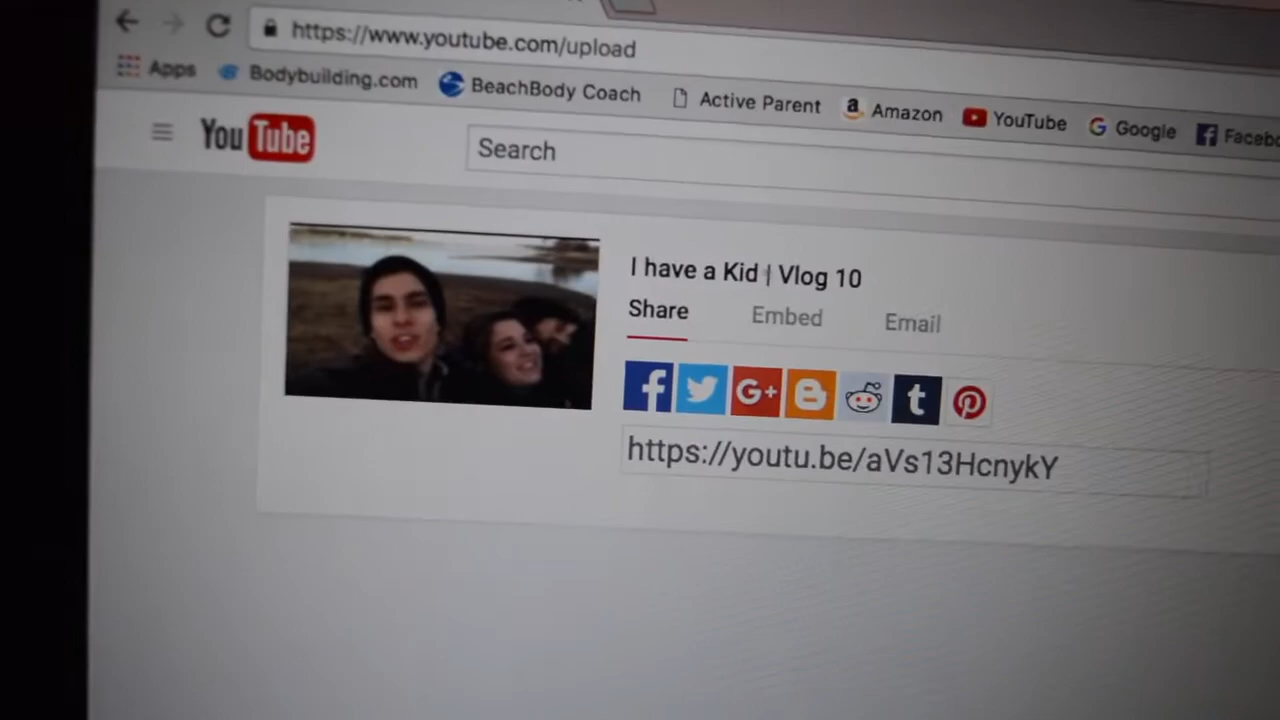 https://www.youtube.com/upload
Apps Bodybuilding.com BeachBody Coach Active Parent Amazon YouTube Google Facebo
YouTube Search
I have a Kid | Vlog 10
Share Embed Email
https://youtu.be/aVs13HcnykY